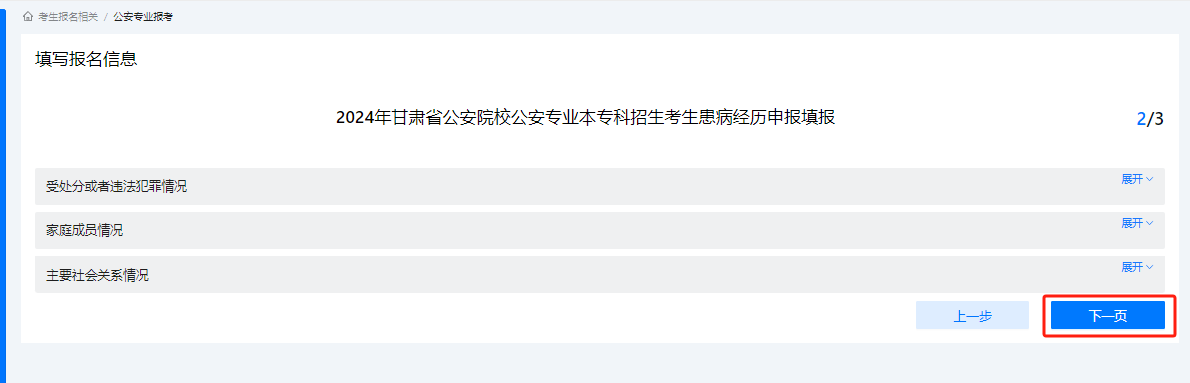 考生报名相关 / 公安专业报考
填写报名信息
2024年甘肃省公安院校公安专业本专科招生考生患病经历申报填报
2/3
受处分或者违法犯罪情况 展开
家庭成员情况 展开
主要社会关系情况 展开
上一步 下一页